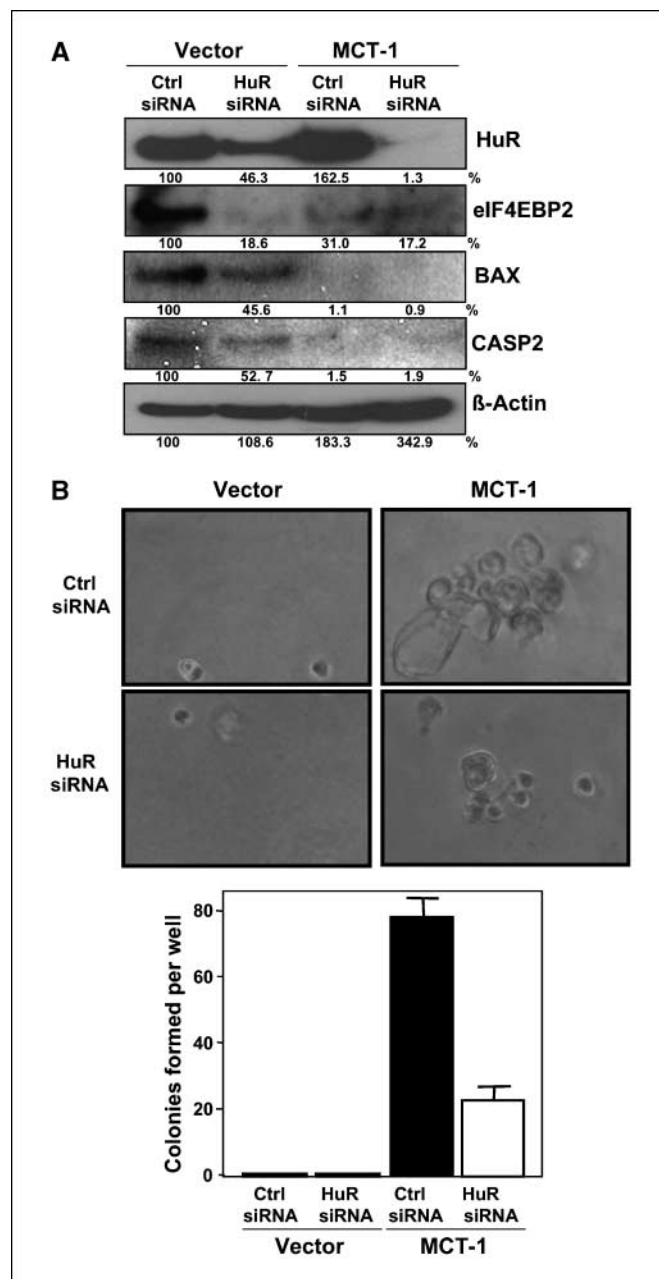 A
Vector MCT-1
Ctrl siRNA HuR siRNA Ctrl siRNA HuR siRNA
HuR
100 46.3 162.5 1.3 %
eIF4EBP2
100 18.6 31.0 17.2 %
BAX
100 45.6 1.1 0.9 %
CASP2
100 52. 7 1.5 1.9 %
ß-Actin
100 108.6 183.3 342.9 %
B
Vector MCT-1
Ctrl
siRNA
HuR
siRNA
Colonies formed per well
80
60
40
20
0
Ctrl siRNA HuR siRNA Ctrl siRNA HuR siRNA
Vector MCT-1